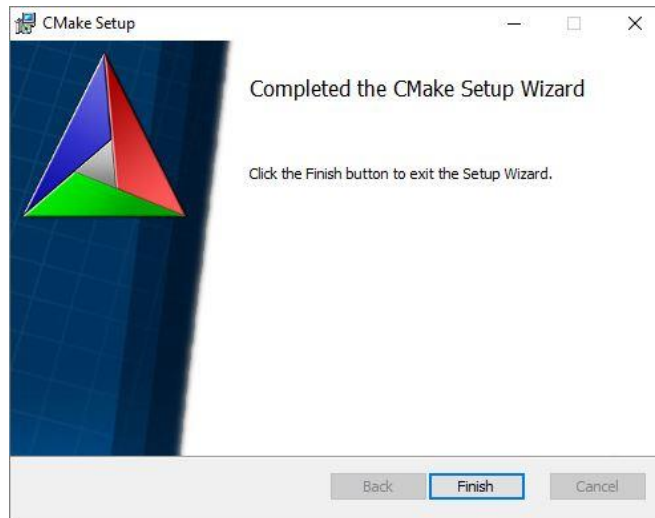 CMake Setup
Completed the CMake Setup Wizard
Click the Finish button to exit the Setup Wizard.
Back
Finish
Cancel